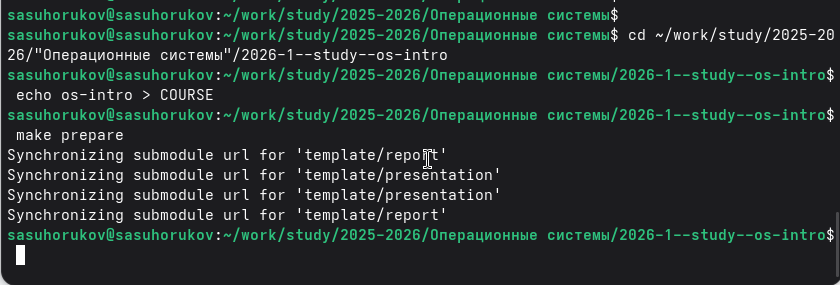 sasuhorukov@sasuhorukov:~/work/study/2025-2026/Операционные системы$
sasuhorukov@sasuhorukov:~/work/study/2025-2026/Операционные системы$ cd ~/work/study/2025-20
26/"Операционные системы"/2026-1--study--os-intro
sasuhorukov@sasuhorukov:~/work/study/2025-2026/Операционные системы/2026-1--study--os-intro$
echo os-intro > COURSE
sasuhorukov@sasuhorukov:~/work/study/2025-2026/Операционные системы/2026-1--study--os-intro$
make prepare
Synchronizing submodule url for 'template/report'
Synchronizing submodule url for 'template/presentation'
Synchronizing submodule url for 'template/presentation'
Synchronizing submodule url for 'template/report'
sasuhorukov@sasuhorukov:~/work/study/2025-2026/Операционные системы/2026-1--study--os-intro$